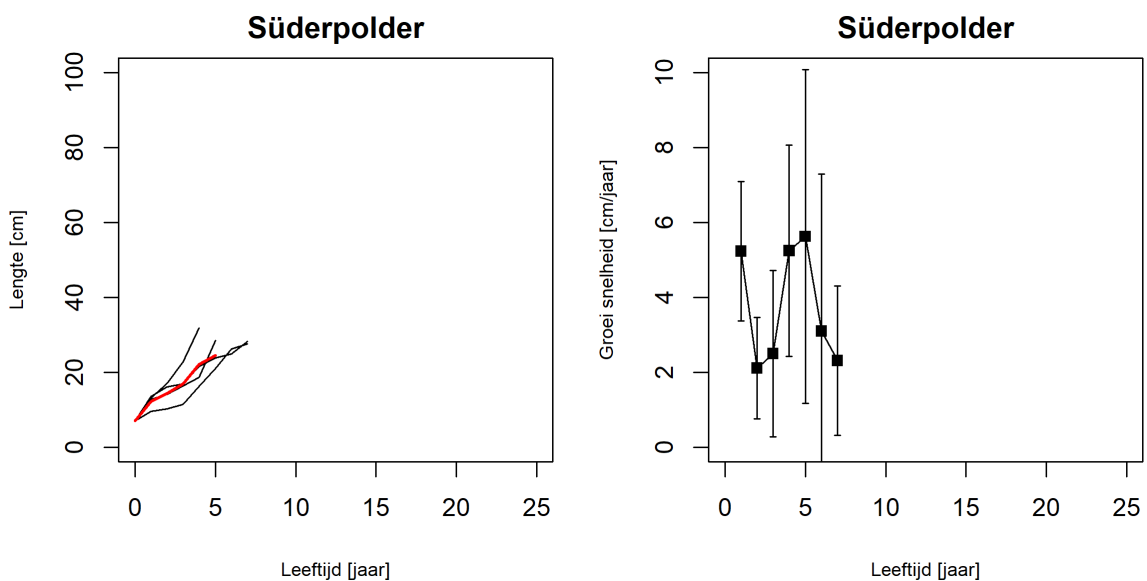 Süderpolder
Lengte [cm]
100
80
60
40
20
0
0 5 10 15 20 25
Leeftijd [jaar]
Süderpolder
Groei snelheid [cm/jaar]
10
8
6
4
2
0
0 5 10 15 20 25
Leeftijd [jaar]